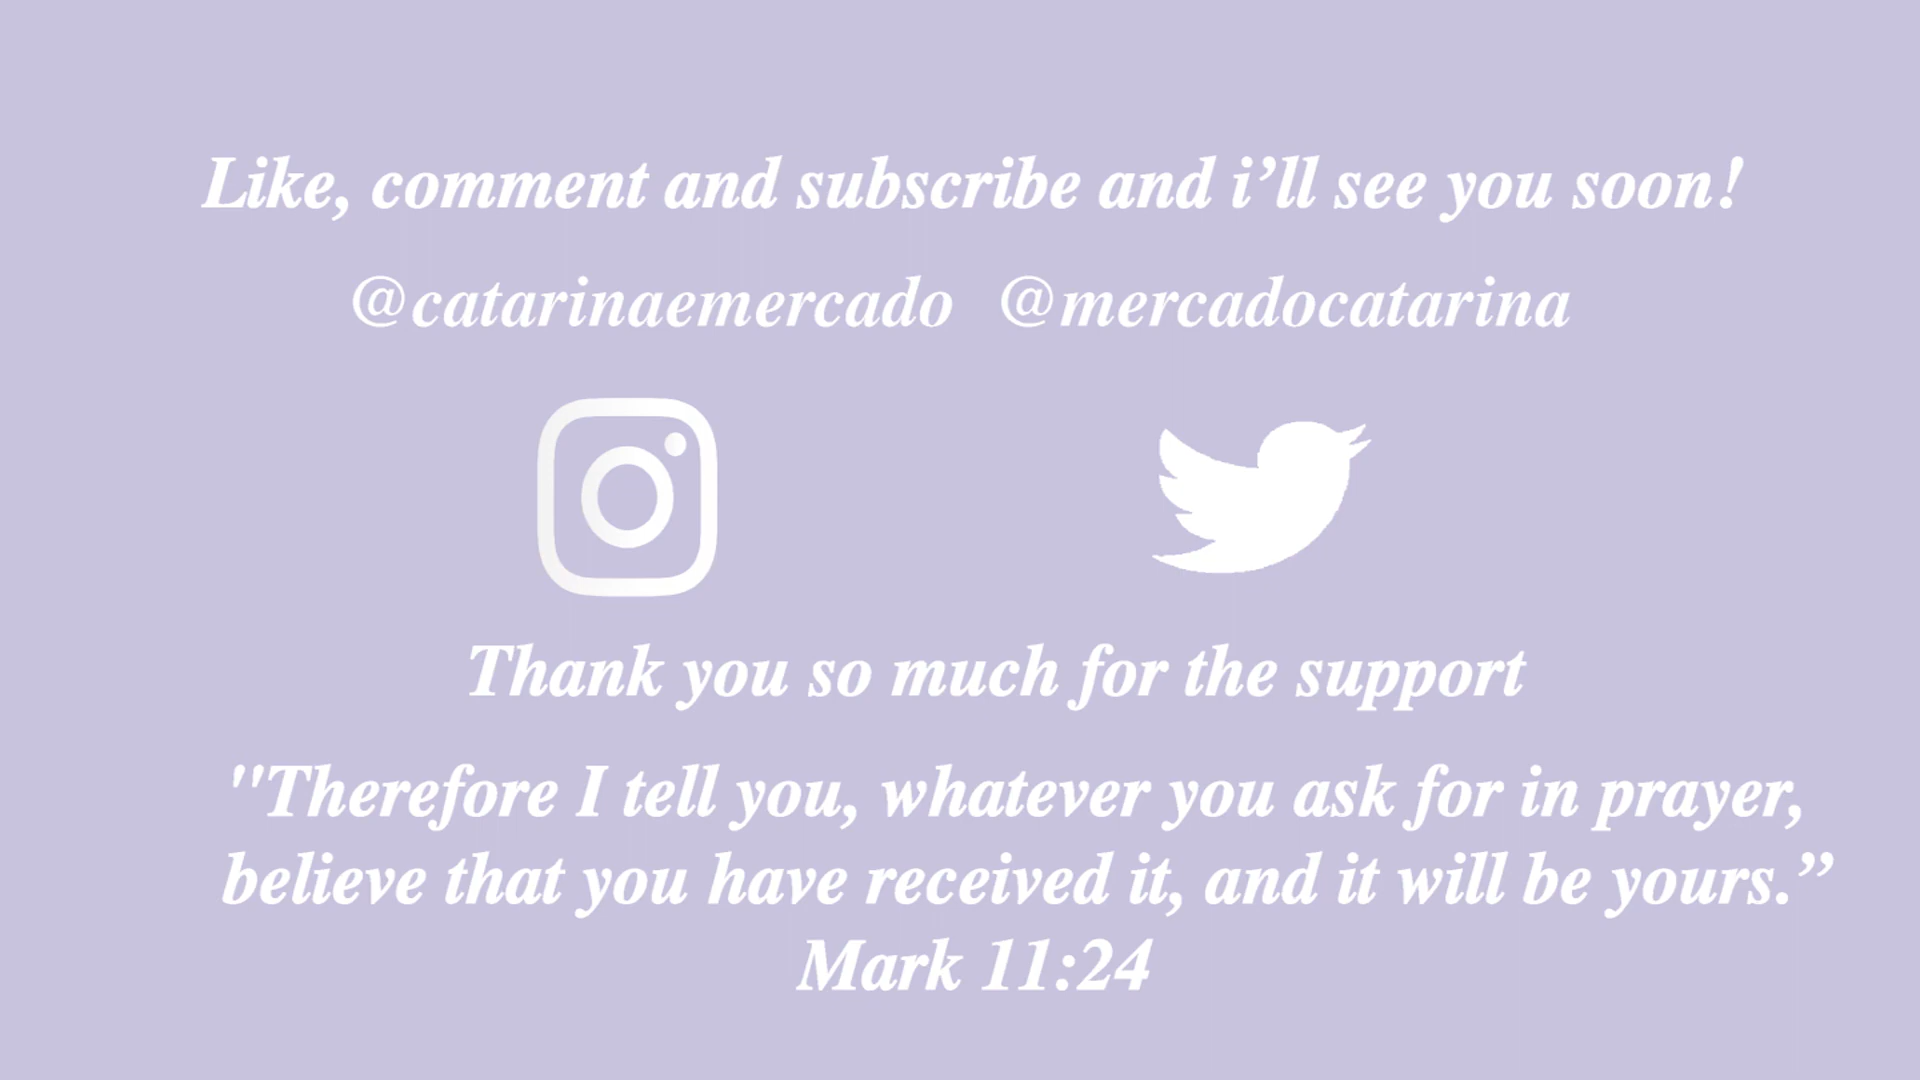 Like, comment and subscribe and i’ll see you soon!
@catarinaemercado @mercadocatarina
Thank you so much for the support
"Therefore I tell you, whatever you ask for in prayer,
believe that you have received it, and it will be yours.”
Mark 11:24